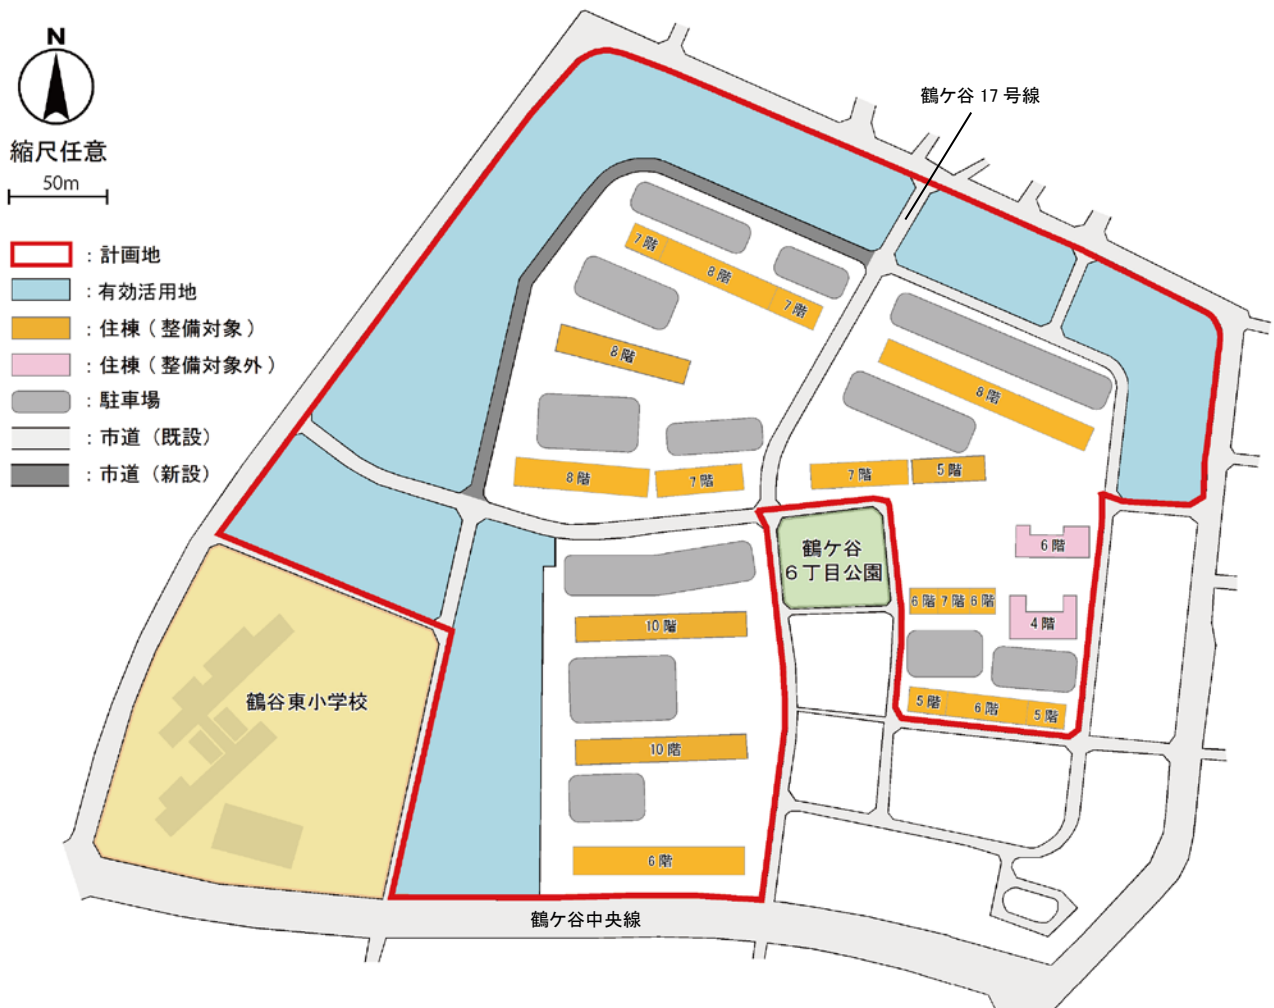 N
縮尺任意
50m
：計画地
：有効活用地
：住棟（整備対象）
：住棟（整備対象外）
：駐車場
：市道（既設）
：市道（新設）
鶴ケ谷 17 号線
7階
8階
7階
8階
8階
7階
8階
7階
5階
鶴ケ谷
６丁目公園
6階
6階 7階 6階
4階
5階
6階
5階
10階
10階
6階
鶴谷東小学校
鶴ケ谷中央線